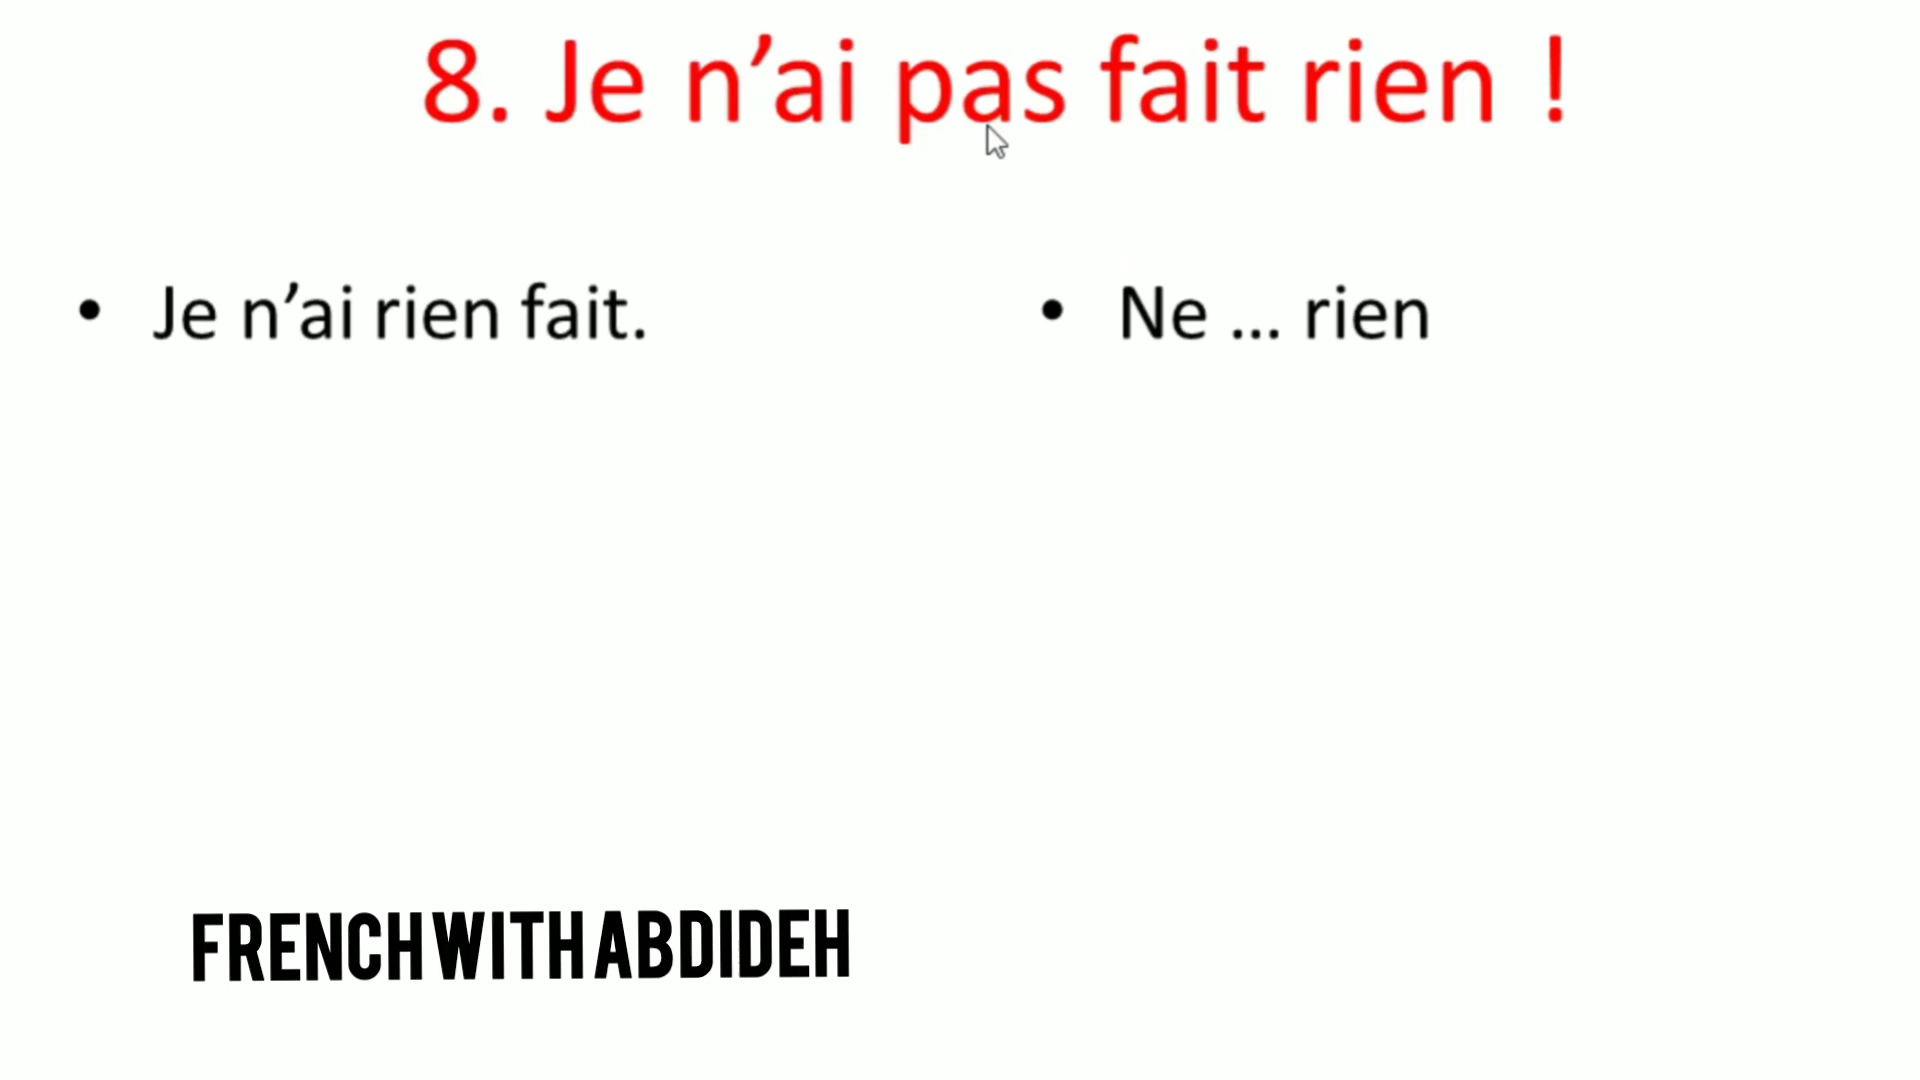 8. Je n’ai pas fait rien !
• Je n’ai rien fait.
• Ne ... rien
FRENCH WITH ABDIDEH